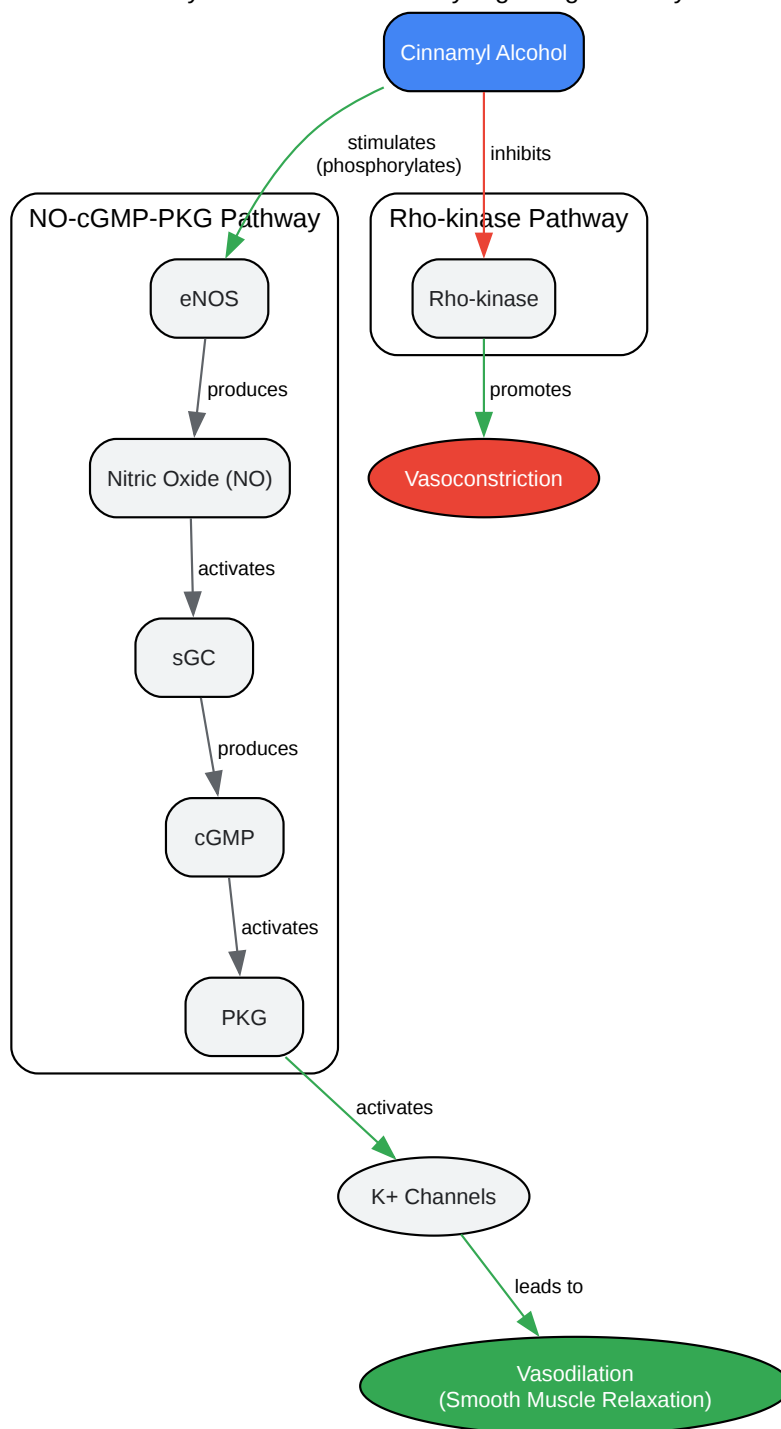 Cinnamyl Alcohol
stimulates
(phosphorylates)
inhibits
NO-cGMP-PKG Pathway
Rho-kinase Pathway
eNOS
Rho-kinase
produces
promotes
Nitric Oxide (NO)
Vasoconstriction
activates
sGC
produces
cGMP
activates
PKG
activates
K+ Channels
leads to
Vasodilation
(Smooth Muscle Relaxation)